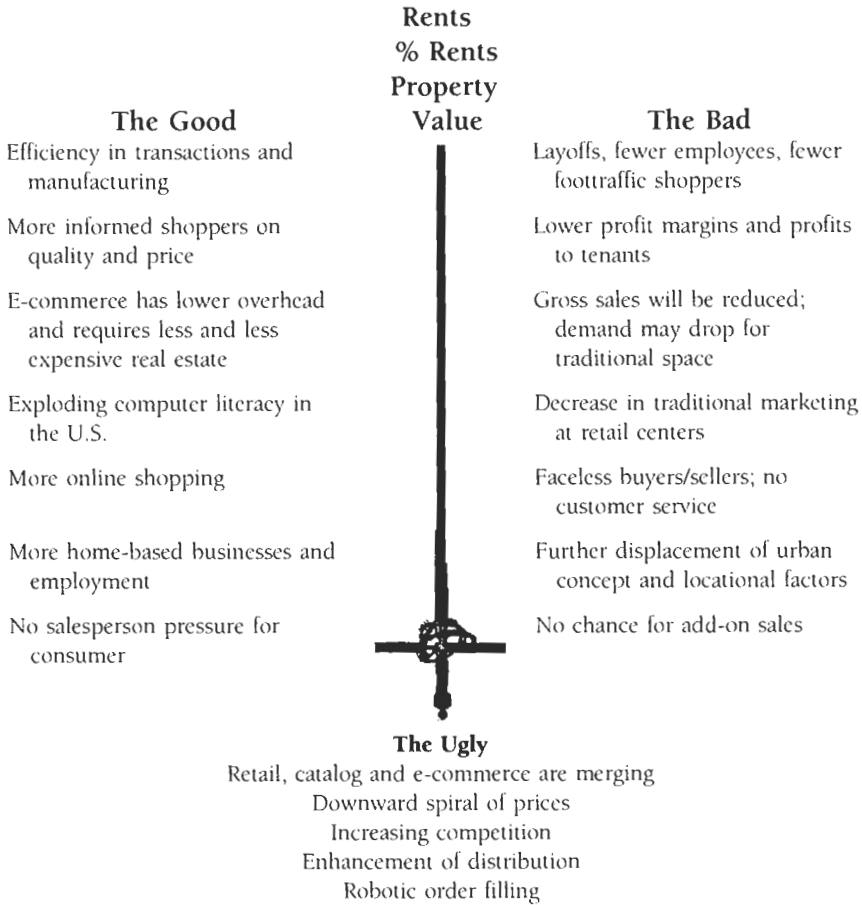 Rents
% Rents
Property
Value
The Good
Efficiency in transactions and
manufacturing
More informed shoppers on
quality and price
E-commerce has lower overhead
and requires less and less
expensive real estate
Exploding computer literacy in
the U.S.
More online shopping
More home-based businesses and
employment
No salesperson pressure for
consumer
The Bad
Layoffs, fewer employees, fewer
foottraffic shoppers
Lower profit margins and profits
to tenants
Gross sales will be reduced;
demand may drop for
traditional space
Decrease in traditional marketing
at retail centers
Faceless buyers/sellers; no
customer service
Further displacement of urban
concept and locational factors
No chance for add-on sales
The Ugly
Retail, catalog and e-commerce are merging
Downward spiral of prices
Increasing competition
Enhancement of distribution
Robotic order filling